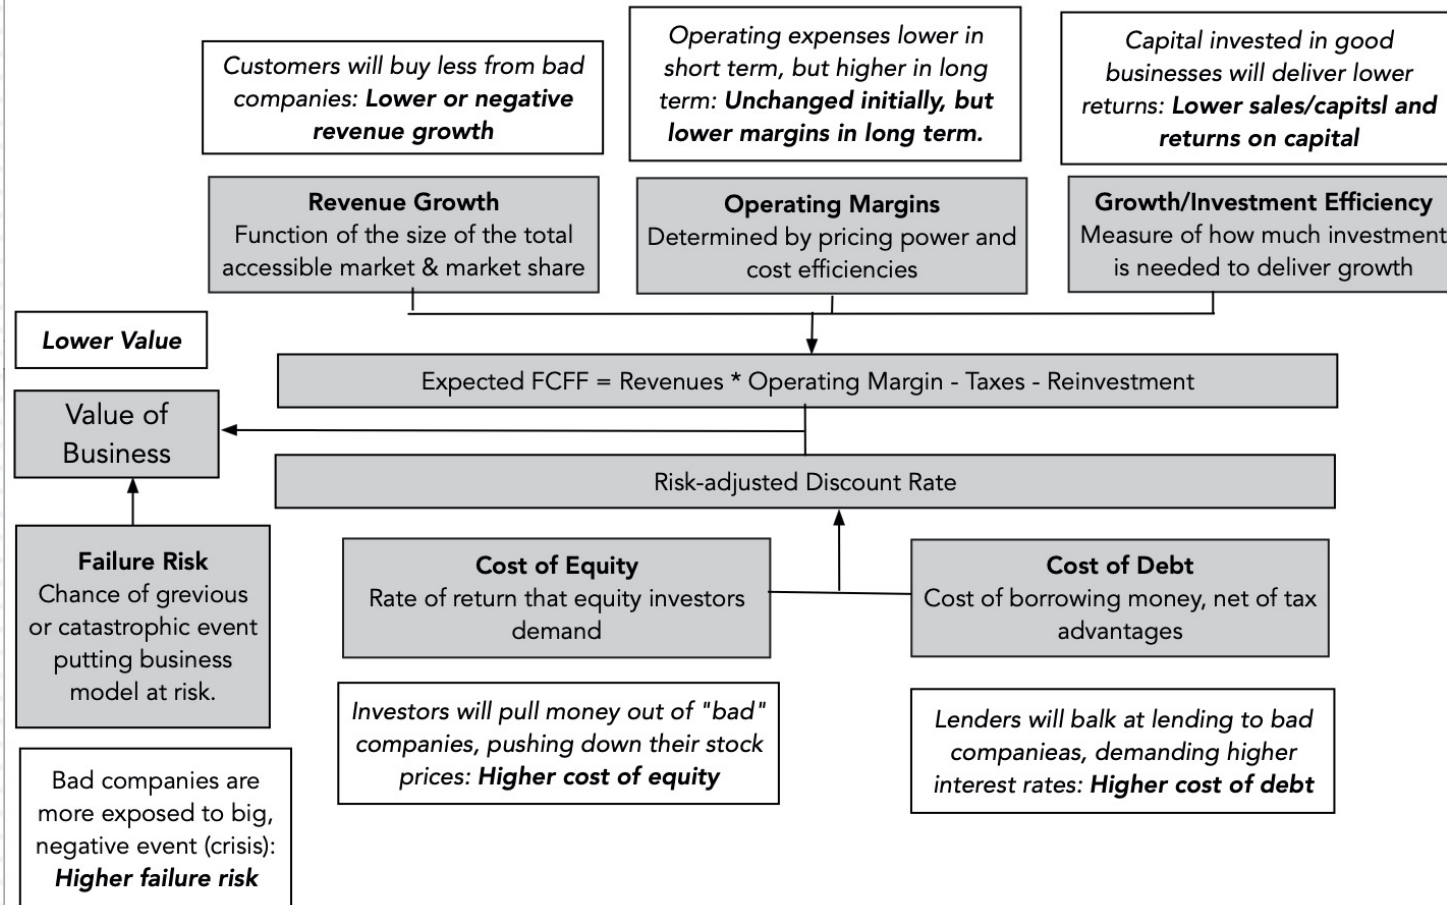 Customers will buy less from bad
companies: Lower or negative
revenue growth
Operating expenses lower in
short term, but higher in long
term: Unchanged initially, but
lower margins in long term.
Capital invested in good
businesses will deliver lower
returns: Lower sales/capitsl and
returns on capital
Revenue Growth
Function of the size of the total
accessible market & market share
Operating Margins
Determined by pricing power and
cost efficiencies
Growth/Investment Efficiency
Measure of how much investment
is needed to deliver growth
Lower Value
Expected FCFF = Revenues * Operating Margin - Taxes - Reinvestment
Value of
Business
Risk-adjusted Discount Rate
Failure Risk
Chance of grevious
or catastrophic event
putting business
model at risk.
Cost of Equity
Rate of return that equity investors
demand
Cost of Debt
Cost of borrowing money, net of tax
advantages
Investors will pull money out of "bad"
companies, pushing down their stock
prices: Higher cost of equity
Lenders will balk at lending to bad
companieas, demanding higher
interest rates: Higher cost of debt
Bad companies are
more exposed to big,
negative event (crisis):
Higher failure risk